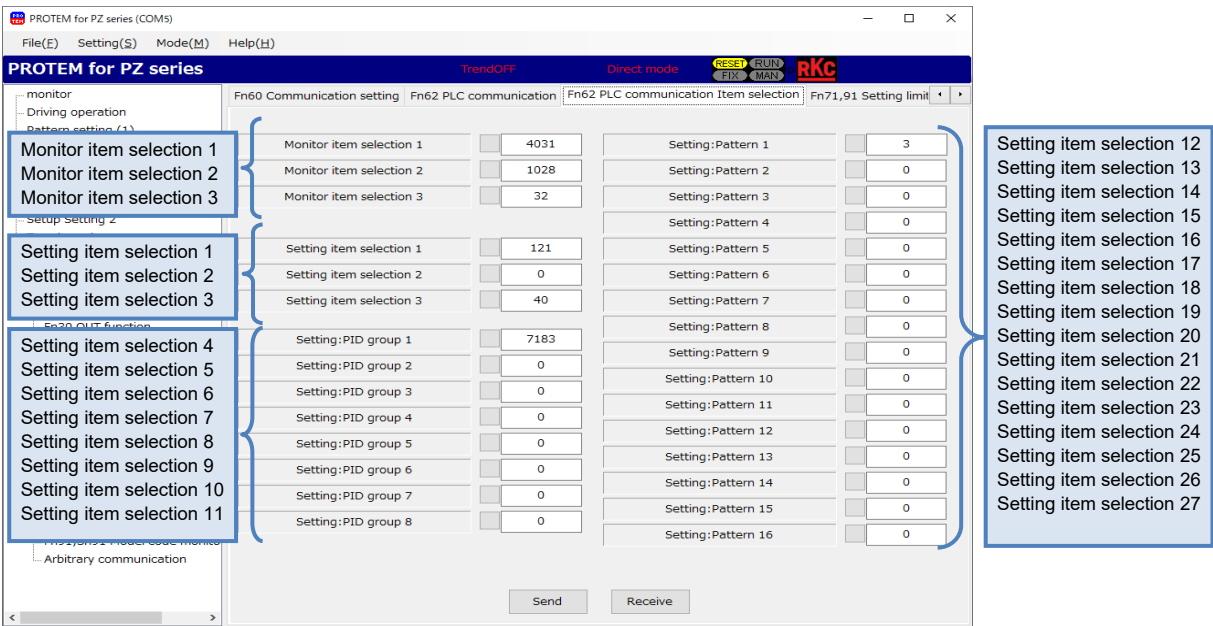 PROTEM for PZ series (COM5)
File(F) Setting(S) Mode(M) Help(H)
PROTEM for PZ series TrendOFF Direct mode RESET RUN FIX MAN RKC
monitor
Driving operation
Pattern setting (1)
Monitor item selection 1
Monitor item selection 2
Monitor item selection 3
Setup Setting 2
Setting item selection 1
Setting item selection 2
Setting item selection 3
Fn30 OUT function
Setting item selection 4
Setting item selection 5
Setting item selection 6
Setting item selection 7
Setting item selection 8
Setting item selection 9
Setting item selection 10
Setting item selection 11
Fn91,Sn91 Model code monito
Arbitrary communication
Fn60 Communication setting Fn62 PLC communication Fn62 PLC communication Item selection Fn71,91 Setting limit
Monitor item selection 1 4031
Monitor item selection 2 1028
Monitor item selection 3 32
Setting item selection 1 121
Setting item selection 2 0
Setting item selection 3 40
Setting:PID group 1 7183
Setting:PID group 2 0
Setting:PID group 3 0
Setting:PID group 4 0
Setting:PID group 5 0
Setting:PID group 6 0
Setting:PID group 7 0
Setting:PID group 8 0
Setting:Pattern 1 3
Setting:Pattern 2 0
Setting:Pattern 3 0
Setting:Pattern 4 0
Setting:Pattern 5 0
Setting:Pattern 6 0
Setting:Pattern 7 0
Setting:Pattern 8 0
Setting:Pattern 9 0
Setting:Pattern 10 0
Setting:Pattern 11 0
Setting:Pattern 12 0
Setting:Pattern 13 0
Setting:Pattern 14 0
Setting:Pattern 15 0
Setting:Pattern 16 0
Send Receive
Setting item selection 12
Setting item selection 13
Setting item selection 14
Setting item selection 15
Setting item selection 16
Setting item selection 17
Setting item selection 18
Setting item selection 19
Setting item selection 20
Setting item selection 21
Setting item selection 22
Setting item selection 23
Setting item selection 24
Setting item selection 25
Setting item selection 26
Setting item selection 27